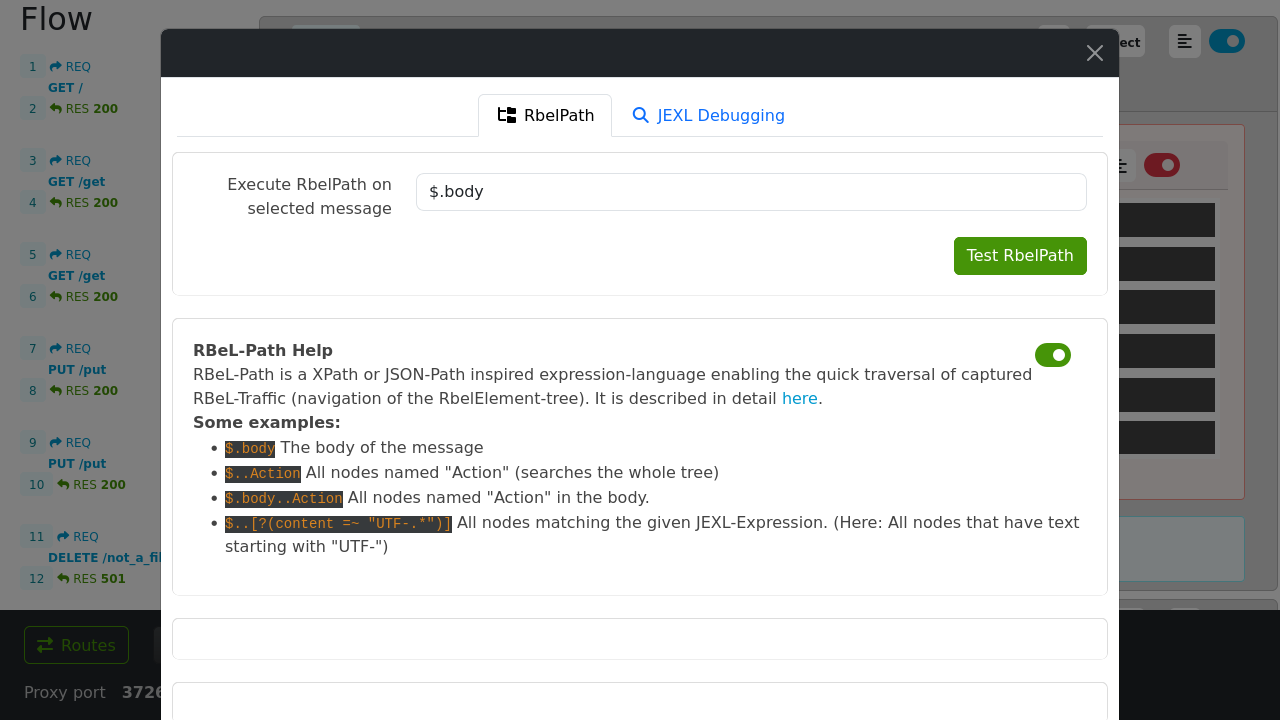 Flow
1 REQ
GET /
2 RES 200
3 REQ
GET /get
4 RES 200
5 REQ
GET /get
6 RES 200
7 REQ
PUT /put
8 RES 200
9 REQ
PUT /put
10 RES 200
11 REQ
DELETE /not_a_fil
12 RES 501
Routes
Proxy port 3726
ect
RbelPath
JEXL Debugging
Execute RbelPath on
selected message
$.body
Test RbelPath
RBeL-Path Help
RBeL-Path is a XPath or JSON-Path inspired expression-language enabling the quick traversal of captured
RBeL-Traffic (navigation of the RbelElement-tree). It is described in detail here.
Some examples:
• $.body The body of the message
• $..Action All nodes named "Action" (searches the whole tree)
• $.body..Action All nodes named "Action" in the body.
• $..[?(content =~ "UTF-.*")] All nodes matching the given JEXL-Expression. (Here: All nodes that have text
starting with "UTF-")